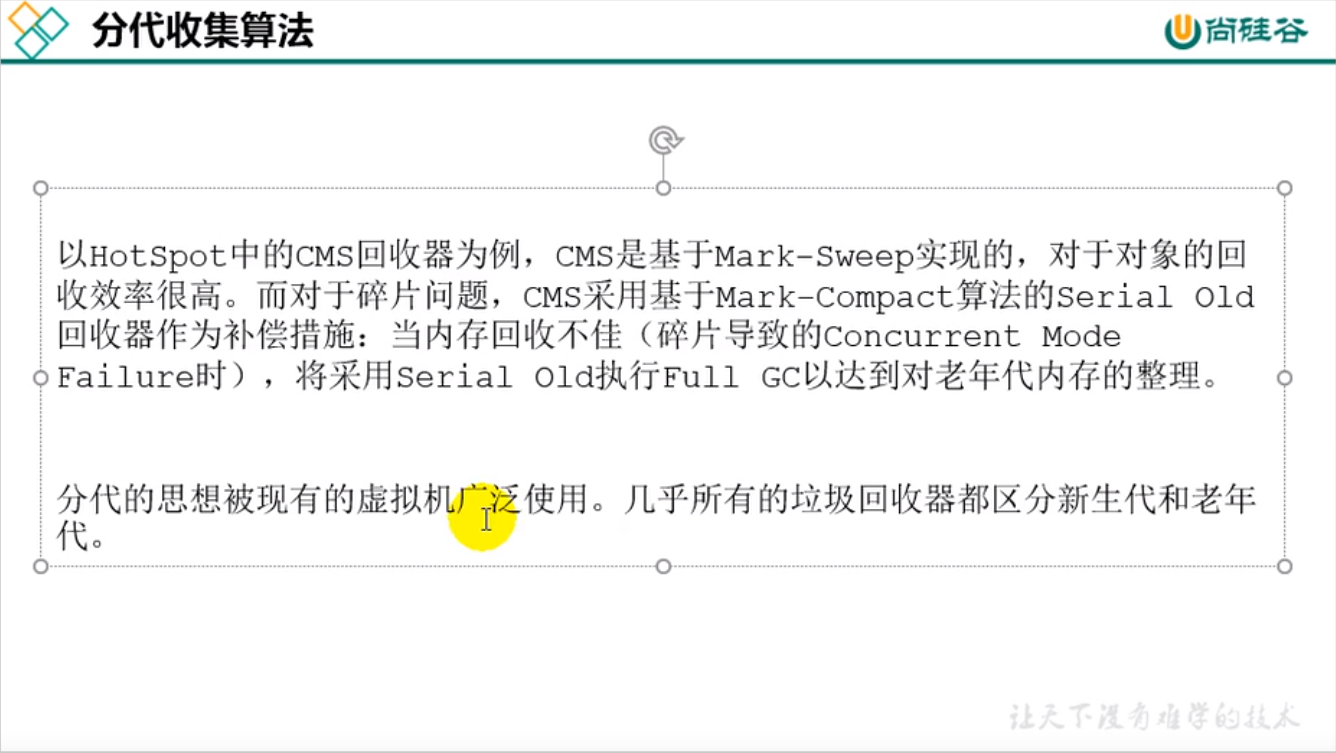 分代收集算法
尚硅谷
以HotSpot中的CMS回收器为例，CMS是基于Mark-Sweep实现的，对于对象的回
收效率很高。而对于碎片问题，CMS采用基于Mark-Compact算法的Serial Old
回收器作为补偿措施：当内存回收不佳（碎片导致的Concurrent Mode
Failure时），将采用Serial Old执行Full GC以达到对老年代内存的整理。
分代的思想被现有的虚拟机广泛使用。几乎所有的垃圾回收器都区分新生代和老年
代。
让天下没有难学的技术